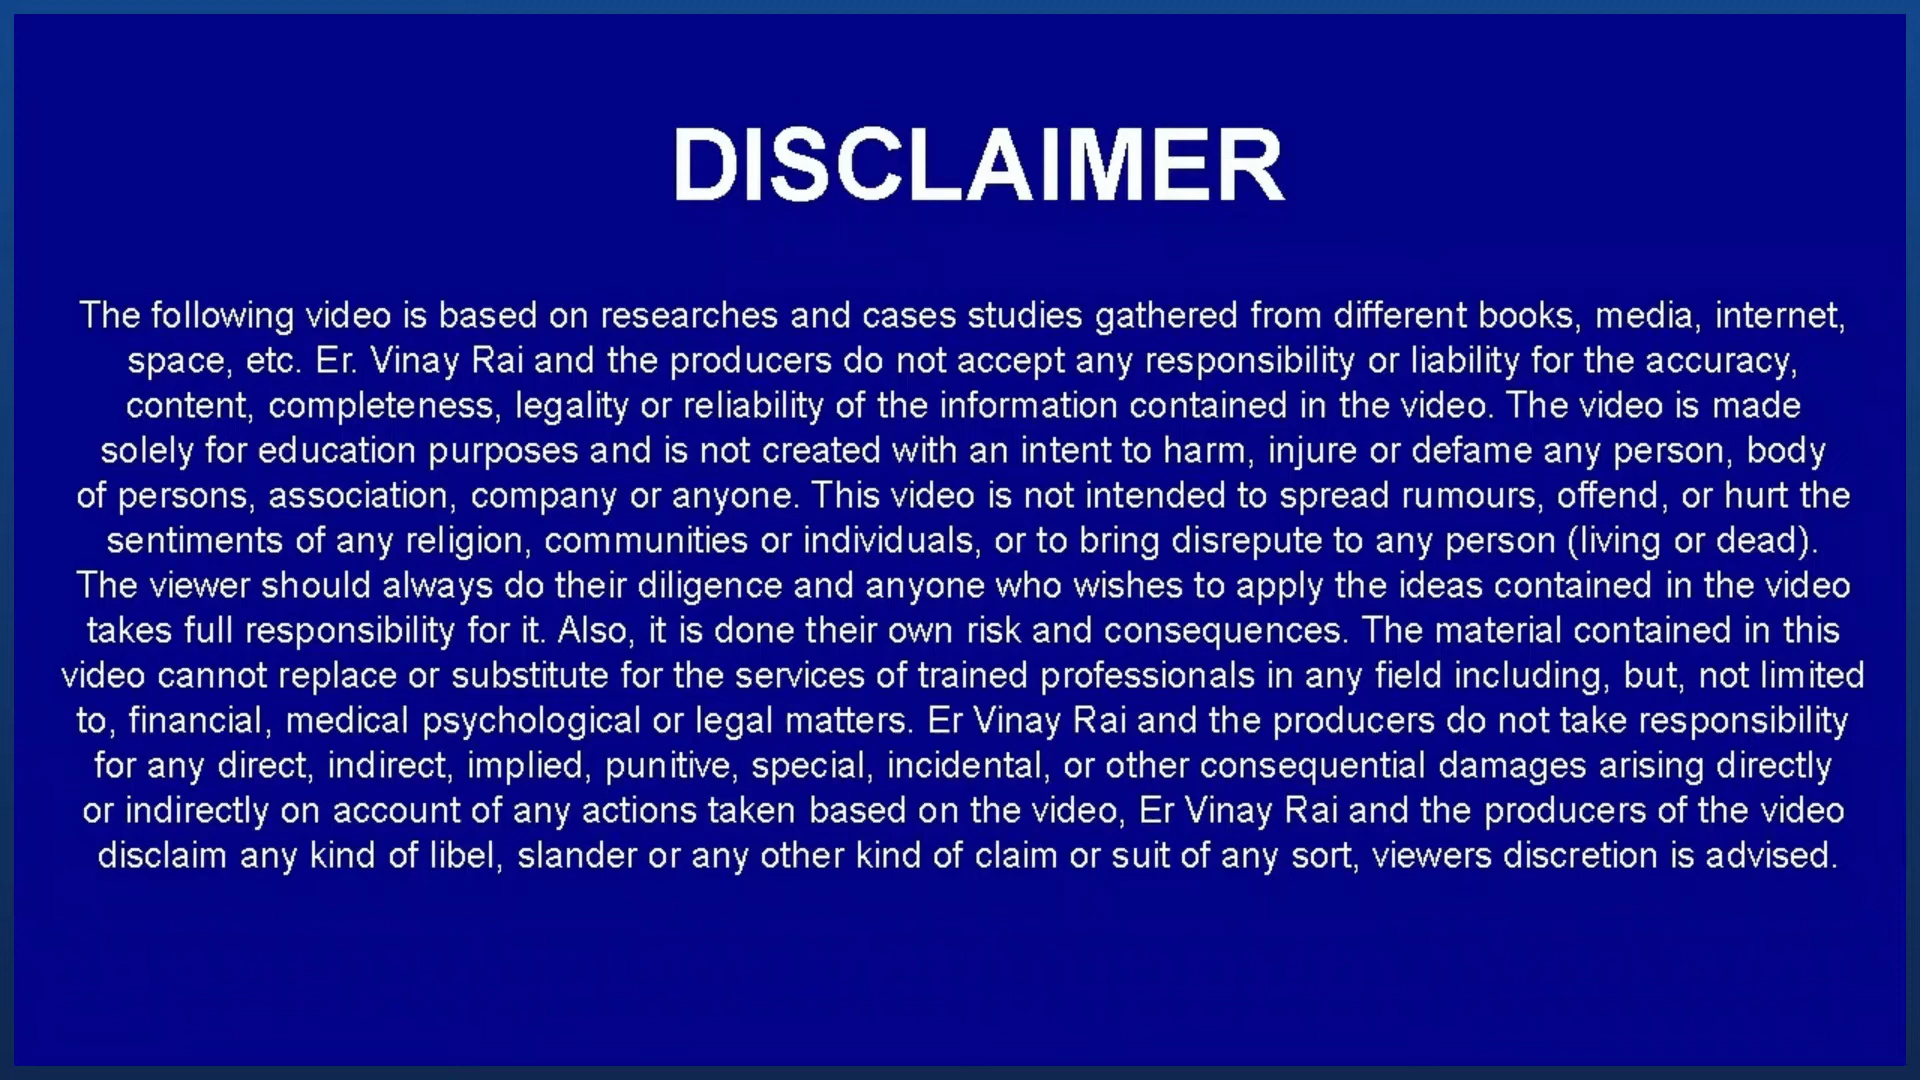 DISCLAIMER
The following video is based on researches and cases studies gathered from different books, media, internet,
space, etc. Er. Vinay Rai and the producers do not accept any responsibility or liability for the accuracy,
content, completeness, legality or reliability of the information contained in the video. The video is made
solely for education purposes and is not created with an intent to harm, injure or defame any person, body
of persons, association, company or anyone. This video is not intended to spread rumours, offend, or hurt the
sentiments of any religion, communities or individuals, or to bring disrepute to any person (living or dead).
The viewer should always do their diligence and anyone who wishes to apply the ideas contained in the video
takes full responsibility for it. Also, it is done their own risk and consequences. The material contained in this
video cannot replace or substitute for the services of trained professionals in any field including, but, not limited
to, financial, medical psychological or legal matters. Er Vinay Rai and the producers do not take responsibility
for any direct, indirect, implied, punitive, special, incidental, or other consequential damages arising directly
or indirectly on account of any actions taken based on the video, Er Vinay Rai and the producers of the video
disclaim any kind of libel, slander or any other kind of claim or suit of any sort, viewers discretion is advised.